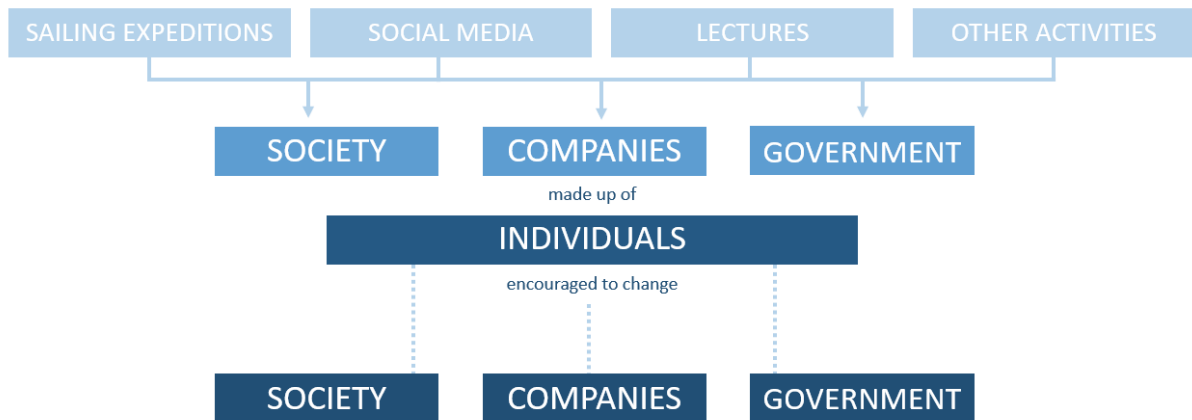 SAILING EXPEDITIONS
SOCIAL MEDIA
LECTURES
OTHER ACTIVITIES
SOCIETY
COMPANIES
GOVERNMENT
made up of
INDIVIDUALS
encouraged to change
SOCIETY
COMPANIES
GOVERNMENT